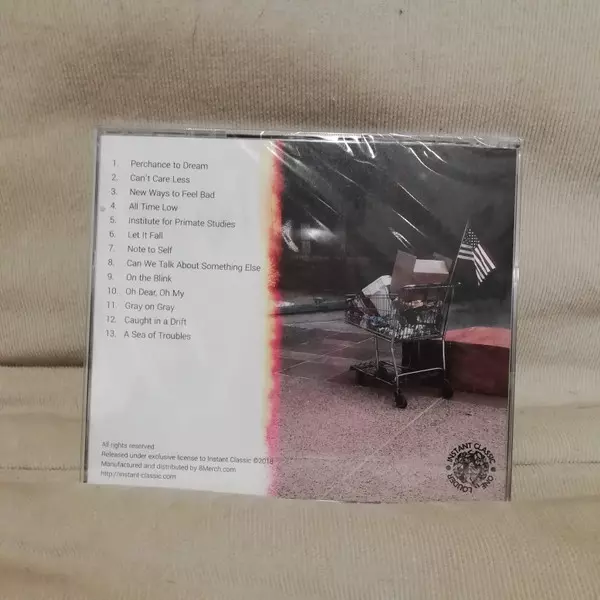 1. Perchance to Dream
2. Can't Care Less
3. New Ways to Feel Bad
4. All Time Low
5. Institute for Primate Studies
6. Let It Fall
7. Note to Self
8. Can We Talk About Something Else
9. On the Blink
10. Oh Dear, Oh My
11. Gray on Gray
12. Caught in a Drift
13. A Sea of Troubles
All rights reserved
Released under exclusive license to Instant Classic ©2018
Manufactured and distributed by 8Merch.com
http://instant-classic.com
INSTANT CLASSIC
ONE LOUDER